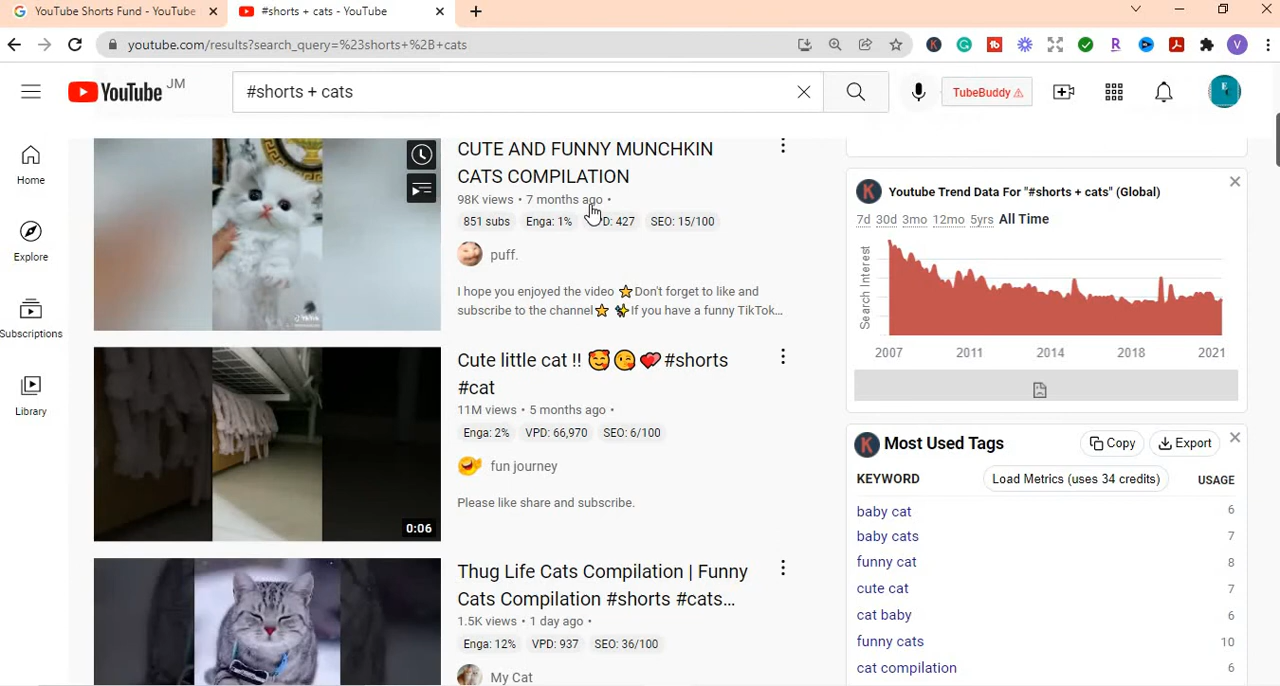 YouTube Shorts Fund - YouTube
#shorts + cats - YouTube
youtube.com/results?search_query=%23shorts+%2B+cats
YouTube JM
#shorts + cats
TubeBuddy
Home
Explore
Subscriptions
Library
CUTE AND FUNNY MUNCHKIN
CATS COMPILATION
98K views • 7 months ago •
851 subs Enga: 1% D: 427 SEO: 15/100
puff.
I hope you enjoyed the video ⭐Don't forget to like and
subscribe to the channel⭐ ✨If you have a funny TikTok...
Cute little cat !! 🥰 😘 💕 #shorts
#cat
11M views • 5 months ago •
Enga: 2% VPD: 66,970 SEO: 6/100
fun journey
Please like share and subscribe.
0:06
Thug Life Cats Compilation | Funny
Cats Compilation #shorts #cats...
1.5K views • 1 day ago •
Enga: 12% VPD: 937 SEO: 36/100
My Cat
Youtube Trend Data For "#shorts + cats" (Global)
7d 30d 3mo 12mo 5yrs All Time
Search Interest
2007 2011 2014 2018 2021
Most Used Tags Copy Export
KEYWORD Load Metrics (uses 34 credits) USAGE
baby cat 6
baby cats 7
funny cat 8
cute cat 7
cat baby 6
funny cats 10
cat compilation 6